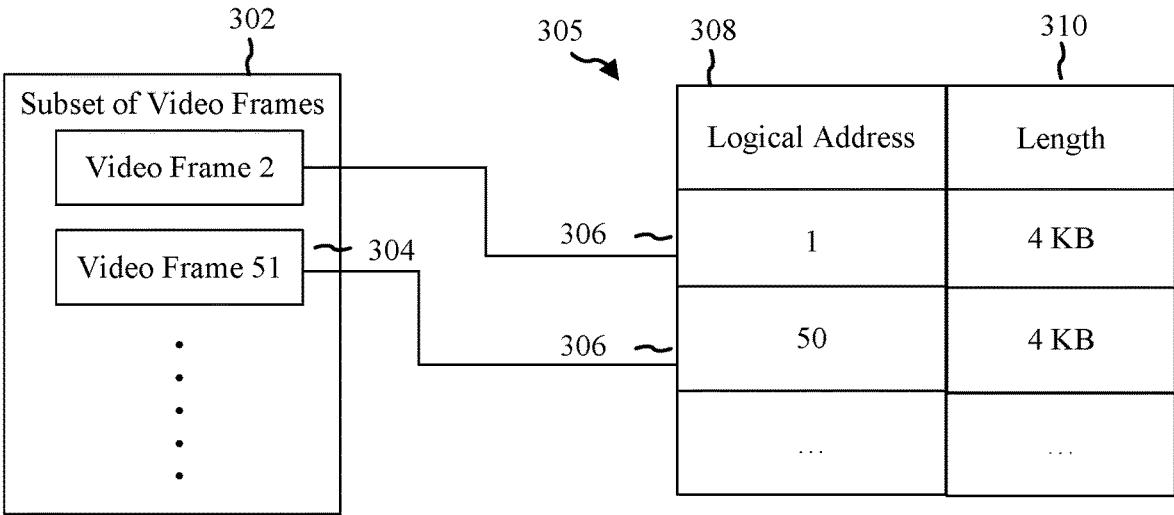 302
305
308
310
Subset of Video Frames
Video Frame 2
Video Frame 51
304
306
306
Logical Address
Length
1
4 KB
50
4 KB
...
...